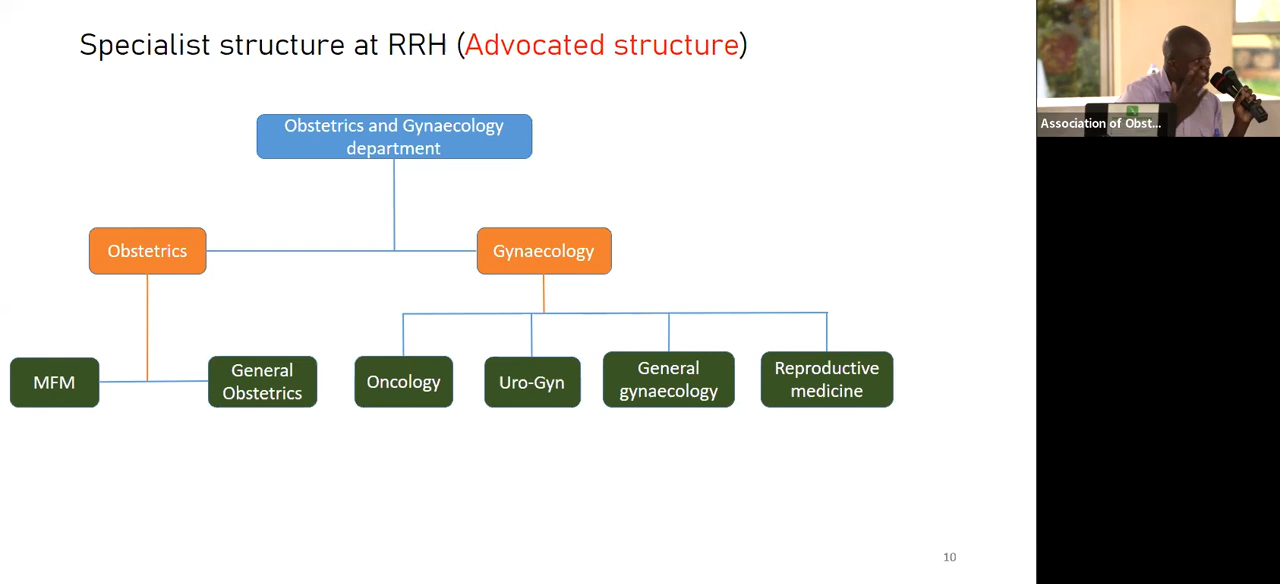 Specialist structure at RRH (Advocated structure)
Obstetrics and Gynaecology
department
Obstetrics
Gynaecology
MFM
General
Obstetrics
Oncology
Uro-Gyn
General
gynaecology
Reproductive
medicine
10
Association of Obst...